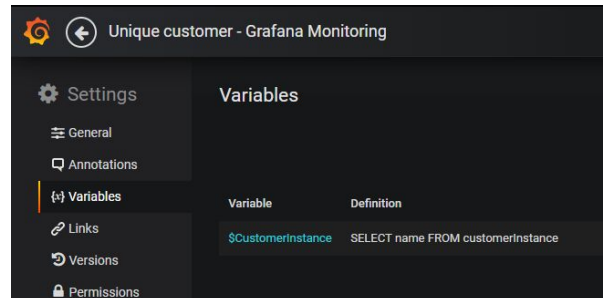 Unique customer - Grafana Monitoring
Settings
General
Annotations
{x} Variables
Links
Versions
Permissions
Variables
Variable Definition
$CustomerInstance SELECT name FROM customerInstance